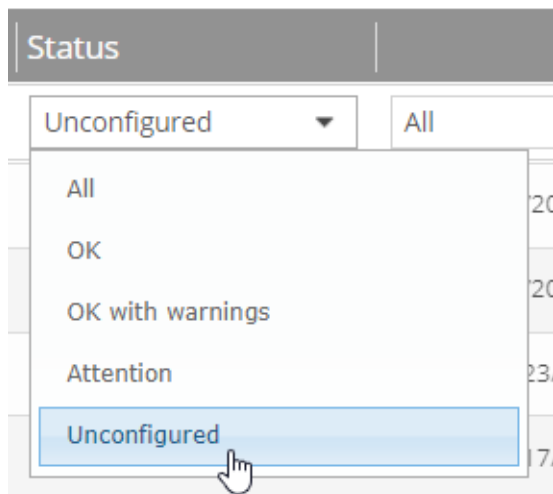 Status
Unconfigured
All
All
OK
OK with warnings
Attention
Unconfigured